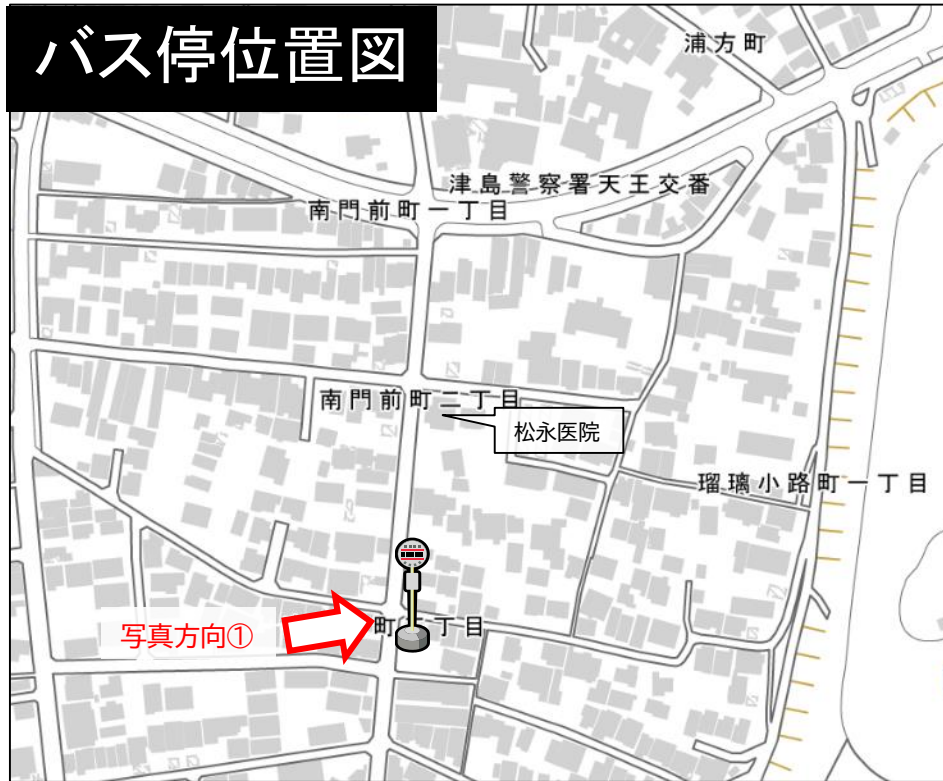 バス停位置図
浦方町
津島警察署天王交番
南門前町一丁目
南門前町二丁目
松永医院
瑠璃小路町一丁目
写真方向①
町 丁目